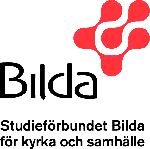 Bilda
Studieförbundet Bilda
för kyrka och samhälle